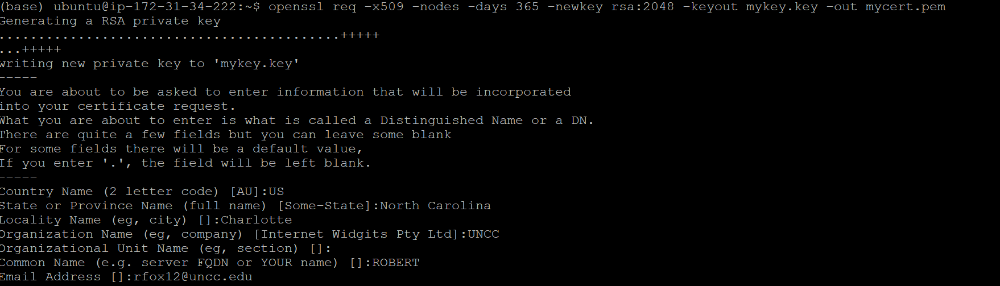 (base) ubuntu@ip-172-31-34-222:~$ openssl req -x509 -nodes -days 365 -newkey rsa:2048 -keyout mykey.key -out mycert.pem
Generating a RSA private key
...........................................+++++
...+++++
writing new private key to 'mykey.key'
-----
You are about to be asked to enter information that will be incorporated
into your certificate request.
What you are about to enter is what is called a Distinguished Name or a DN.
There are quite a few fields but you can leave some blank
For some fields there will be a default value,
If you enter '.', the field will be left blank.
-----
Country Name (2 letter code) [AU]:US
State or Province Name (full name) [Some-State]:North Carolina
Locality Name (eg, city) []:Charlotte
Organization Name (eg, company) [Internet Widgits Pty Ltd]:UNCC
Organizational Unit Name (eg, section) []:
Common Name (e.g. server FQDN or YOUR name) []:ROBERT
Email Address []:rfox12@uncc.edu